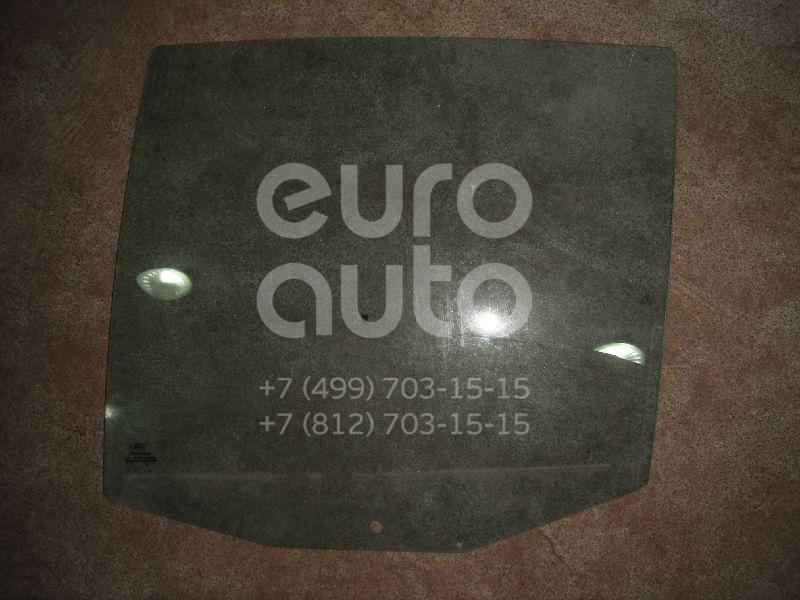 euro
auto
+7 (499) 703-15-15
+7 (812) 703-15-15